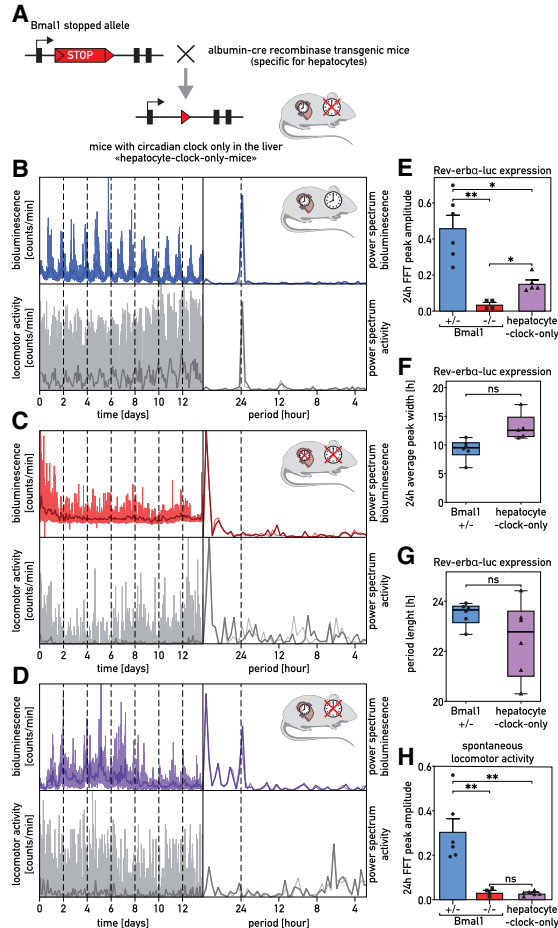 A
Bmal1 stopped allele
STOP
albumin-cre recombinase transgenic mice
(specific for hepatocytes)
mice with circadian clock only in the liver
«hepatocyte-clock-only-mice»
B
bioluminescence
[counts/min]
power spectrum
bioluminescence
locomotor activity
[counts/min]
power spectrum
activity
0 2 4 6 8 10 12 24 12 8 4
time [days] period [hour]
C
bioluminescence
[counts/min]
power spectrum
bioluminescence
locomotor activity
[counts/min]
power spectrum
activity
0 2 4 6 8 10 12 24 12 8 4
time [days] period [hour]
D
bioluminescence
[counts/min]
power spectrum
bioluminescence
locomotor activity
[counts/min]
power spectrum
activity
0 2 4 6 8 10 12 24 12 8 4
time [days] period [hour]
E
Rev-erbα-luc expression
24h FFT peak amplitude
0.6
0.4
0.2
0.0
*
**
*
+/- -/- hepatocyte
-clock-only
Bmal1
F
Rev-erbα-luc expression
24h average peak width [h]
20
15
10
5
0
ns
Bmal1
+/-
hepatocyte
-clock-only
G
Rev-erbα-luc expression
period lenght [h]
24
22
20
ns
Bmal1
+/-
hepatocyte
-clock-only
H
spontaneous
locomotor activity
24h FFT peak amplitude
0.6
0.4
0.2
0.0
**
**
ns
+/- -/- hepatocyte
-clock-only
Bmal1